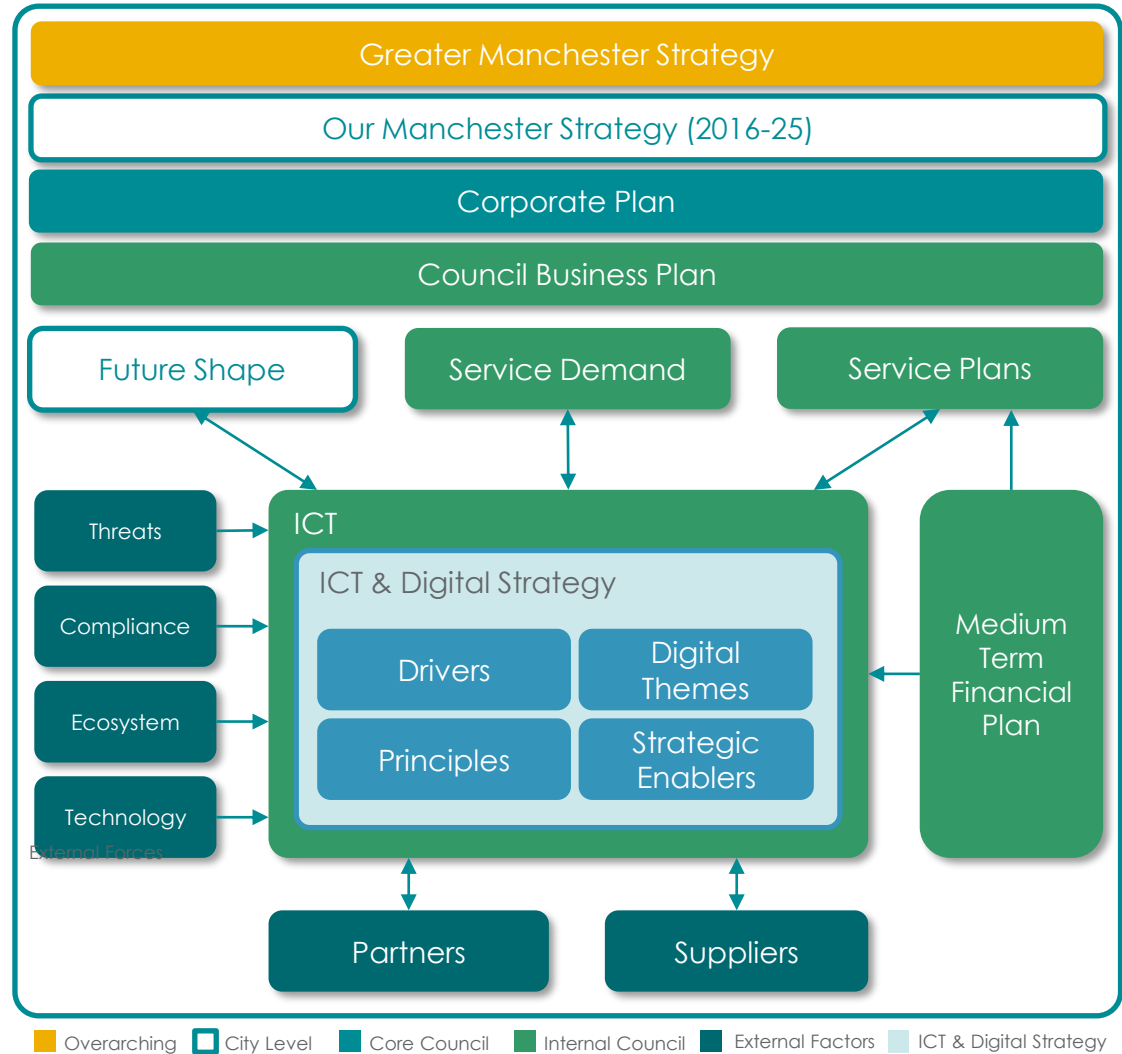 Greater Manchester Strategy
Our Manchester Strategy (2016-25)
Corporate Plan
Council Business Plan
Future Shape
Service Demand
Service Plans
Threats
Compliance
Ecosystem
Technology
External Forces
ICT
ICT & Digital Strategy
Drivers
Digital
Themes
Principles
Strategic
Enablers
Medium
Term
Financial
Plan
Partners
Suppliers
Overarching
City Level
Core Council
Internal Council
External Factors
ICT & Digital Strategy